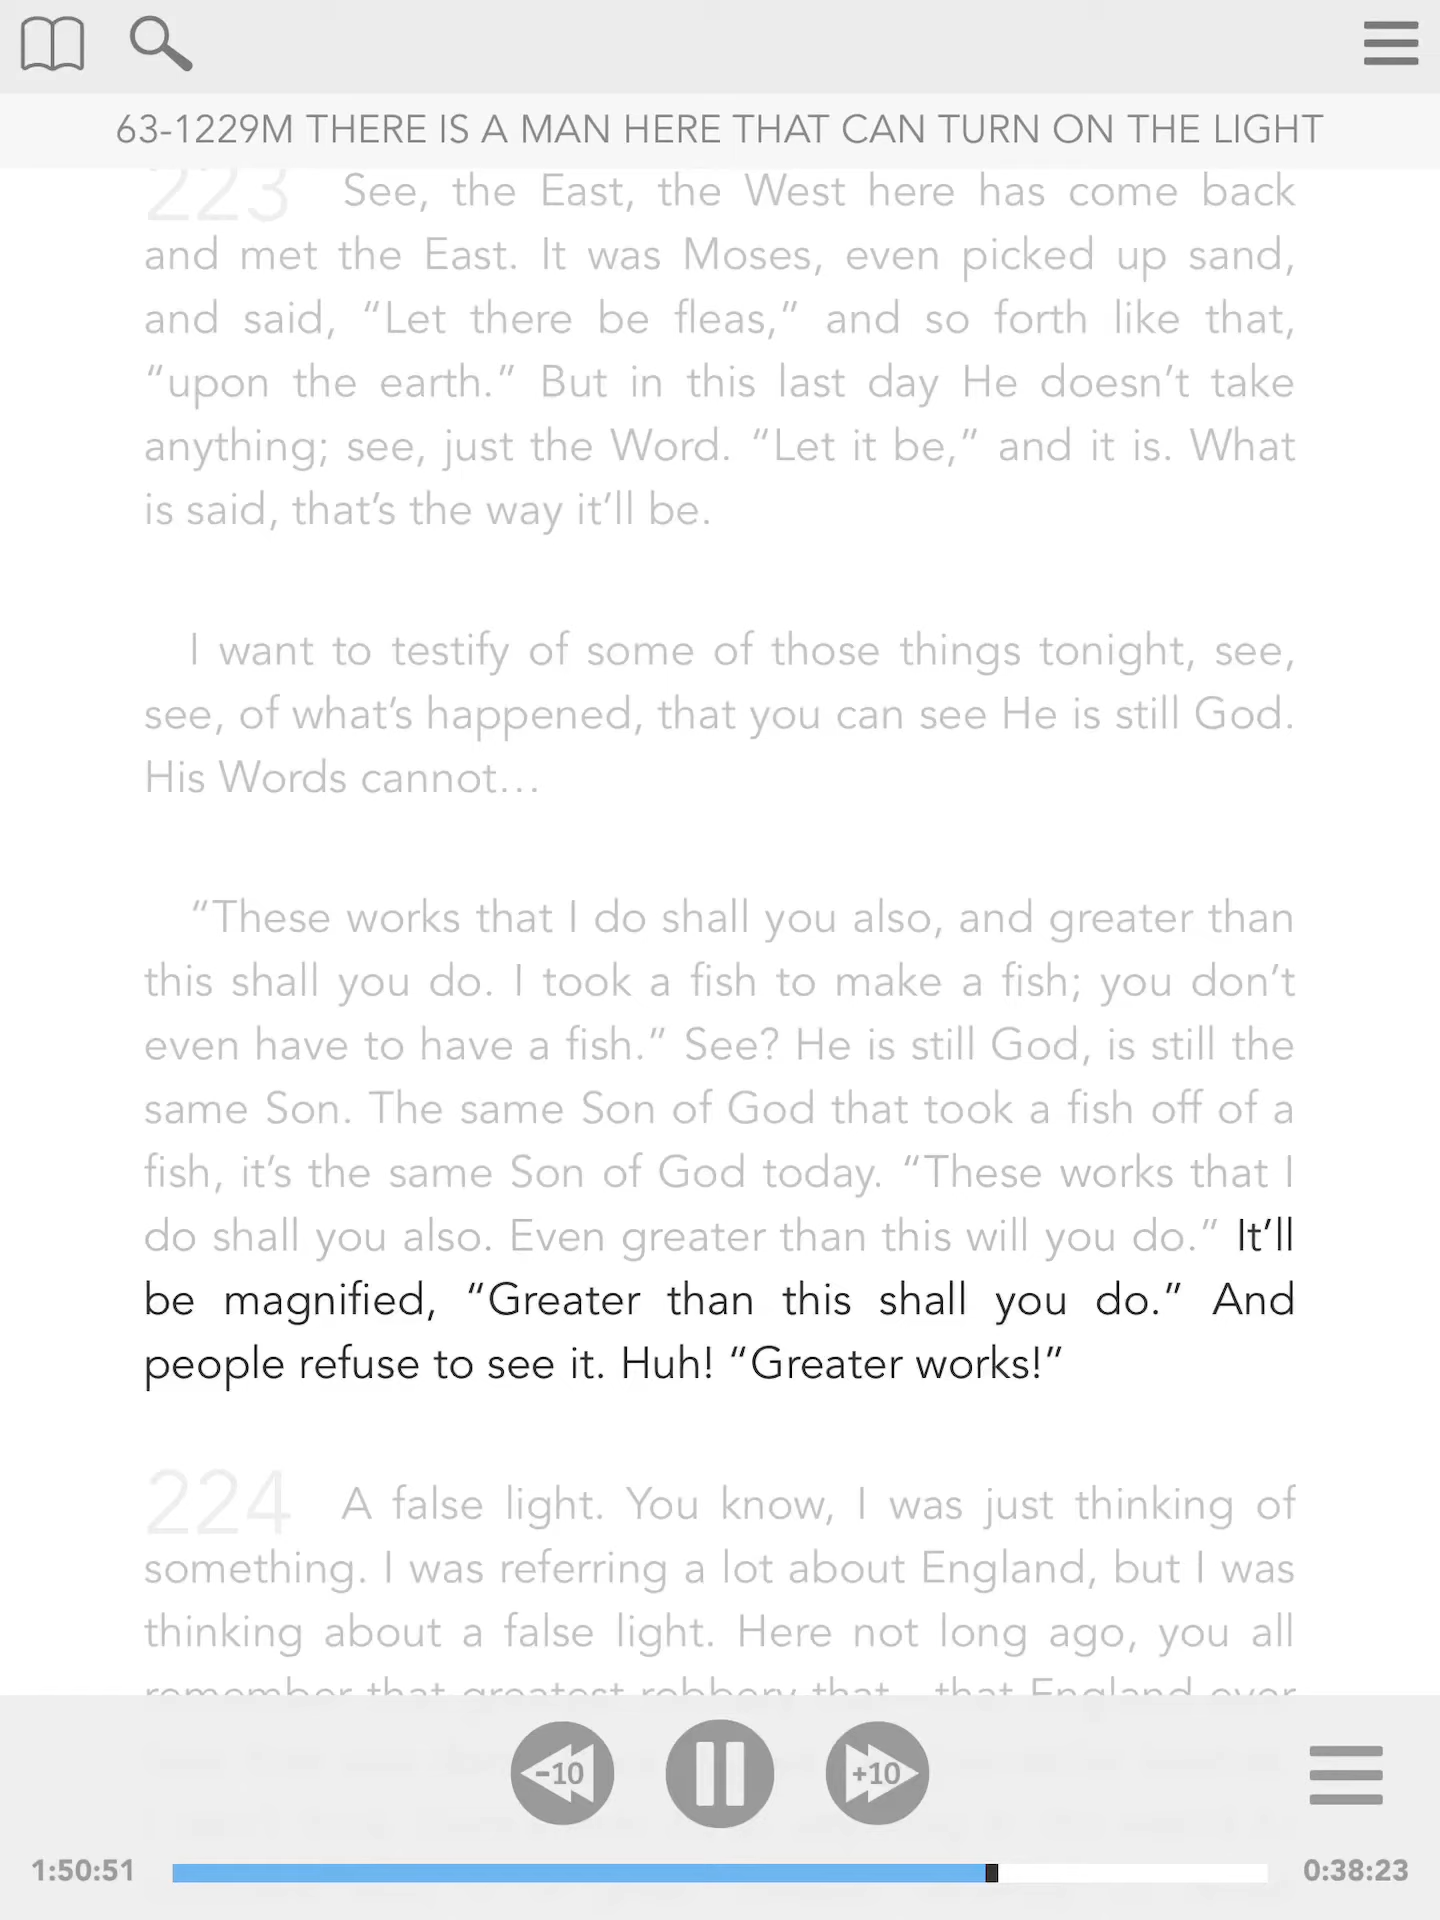 63-1229M THERE IS A MAN HERE THAT CAN TURN ON THE LIGHT
223 See, the East, the West here has come back
and met the East. It was Moses, even picked up sand,
and said, “Let there be fleas,” and so forth like that,
“upon the earth.” But in this last day He doesn’t take
anything; see, just the Word. “Let it be,” and it is. What
is said, that’s the way it’ll be.
I want to testify of some of those things tonight, see,
see, of what’s happened, that you can see He is still God.
His Words cannot…
“These works that I do shall you also, and greater than
this shall you do. I took a fish to make a fish; you don’t
even have to have a fish.” See? He is still God, is still the
same Son. The same Son of God that took a fish off of a
fish, it’s the same Son of God today. “These works that I
do shall you also. Even greater than this will you do.” It’ll
be magnified, “Greater than this shall you do.” And
people refuse to see it. Huh! “Greater works!”
224 A false light. You know, I was just thinking of
something. I was referring a lot about England, but I was
thinking about a false light. Here not long ago, you all
remember that greatest robbery that…that England ever
-10 +10
1:50:51 0:38:23